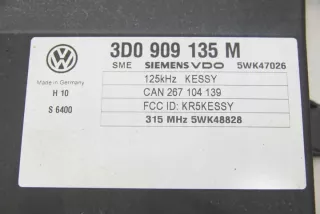 3D0 909 135 M
SME SIEMENS VDO 5WK47026
Made in Germany
125kHz KESSY
H 10
CAN 267 104 139
S 6400
FCC ID: KR5KESSY
315 MHz 5WK48828